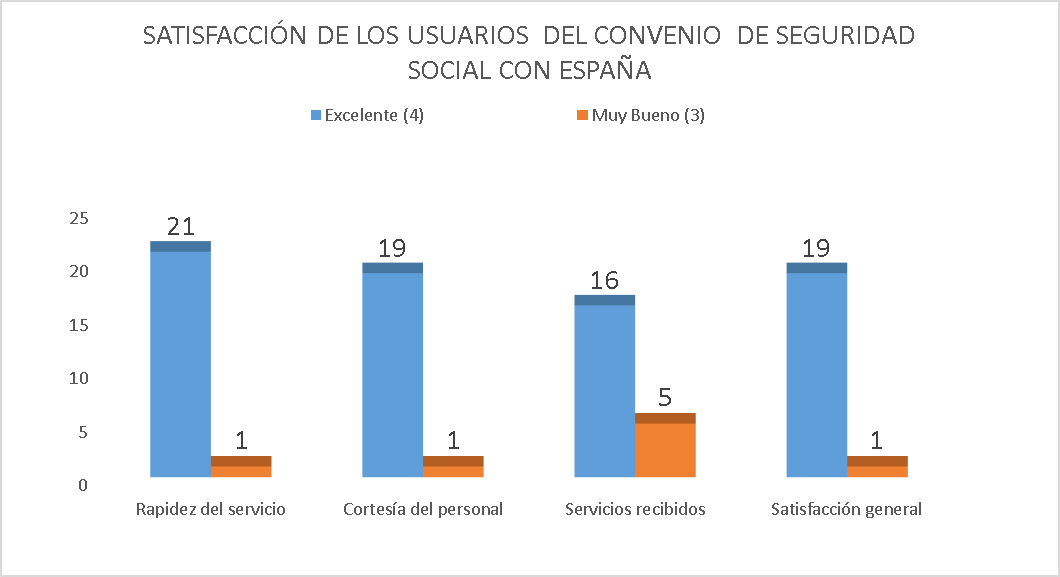 SATISFACCIÓN DE LOS USUARIOS DEL CONVENIO DE SEGURIDAD
SOCIAL CON ESPAÑA
Excelente (4) Muy Bueno (3)
25
20
15
10
5
0
21 1 19 1 16 5 19 1
Rapidez del servicio Cortesía del personal Servicios recibidos Satisfacción general